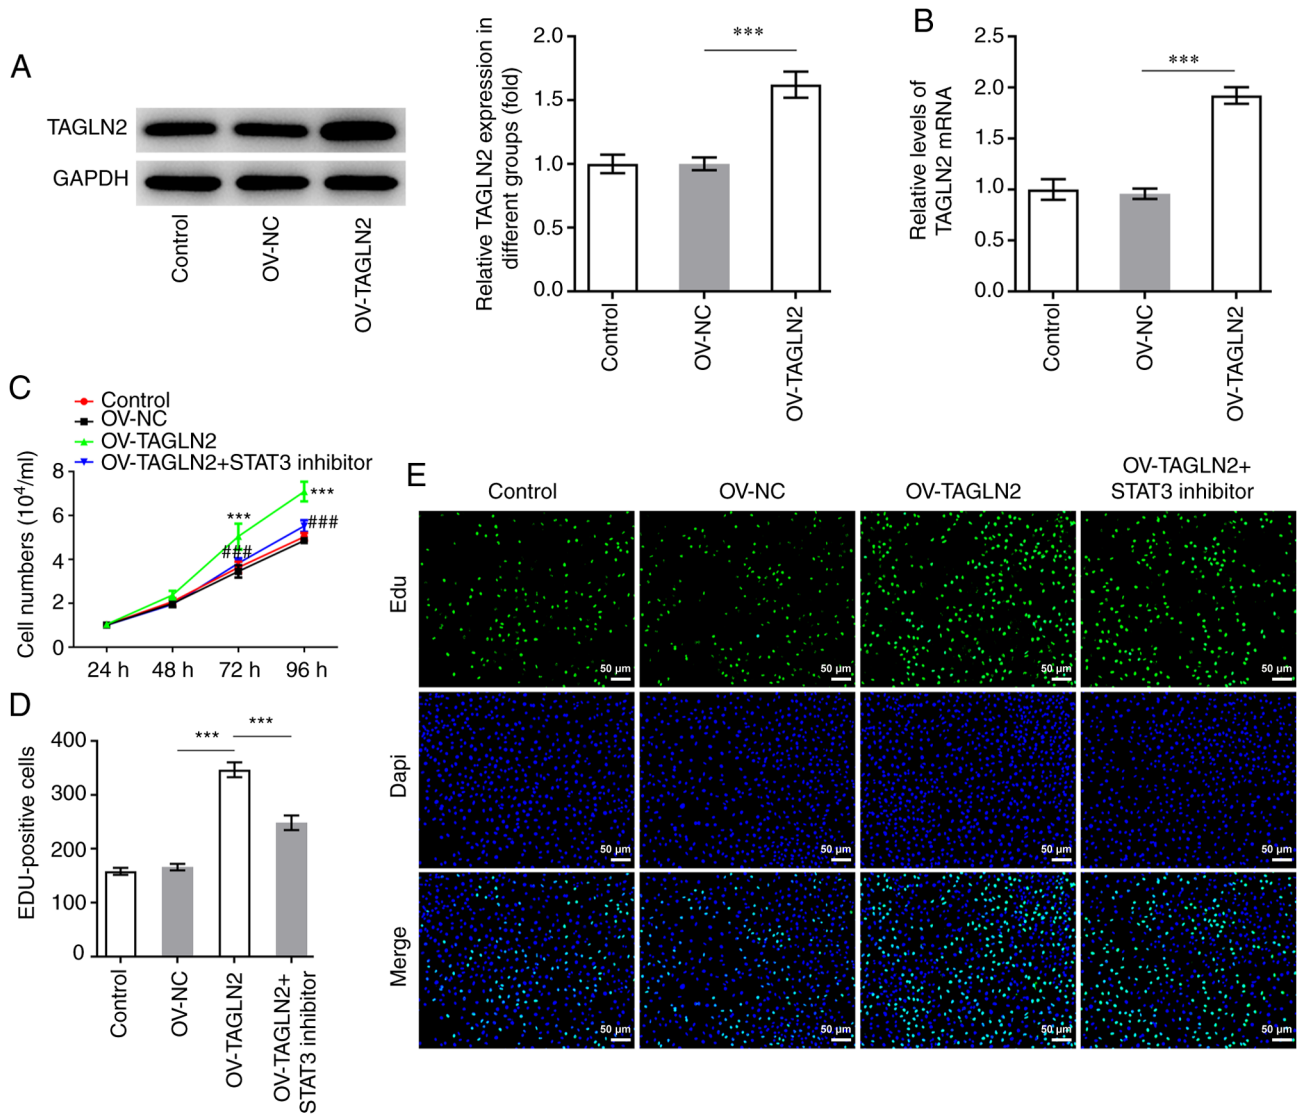 A
TAGLN2
GAPDH
Control
OV-NC
OV-TAGLN2
Relative TAGLN2 expression in
different groups (fold)
2.0
1.5
1.0
0.5
0.0
***
Control
OV-NC
OV-TAGLN2
B
Relative levels of
TAGLN2 mRNA
2.5
2.0
1.5
1.0
0.5
0.0
***
Control
OV-NC
OV-TAGLN2
C
Control
OV-NC
OV-TAGLN2
OV-TAGLN2+STAT3 inhibitor
Cell numbers (10⁴/ml)
8
6
4
2
0
***
###
***
###
24 h
48 h
72 h
96 h
D
EDU-positive cells
400
300
200
100
0
***
***
Control
OV-NC
OV-TAGLN2
OV-TAGLN2+
STAT3 inhibitor
E
Control
OV-NC
OV-TAGLN2
OV-TAGLN2+
STAT3 inhibitor
Edu
50 µm
50 µm
50 µm
50 µm
Dapi
50 µm
50 µm
50 µm
50 µm
Merge
50 µm
50 µm
50 µm
50 µm